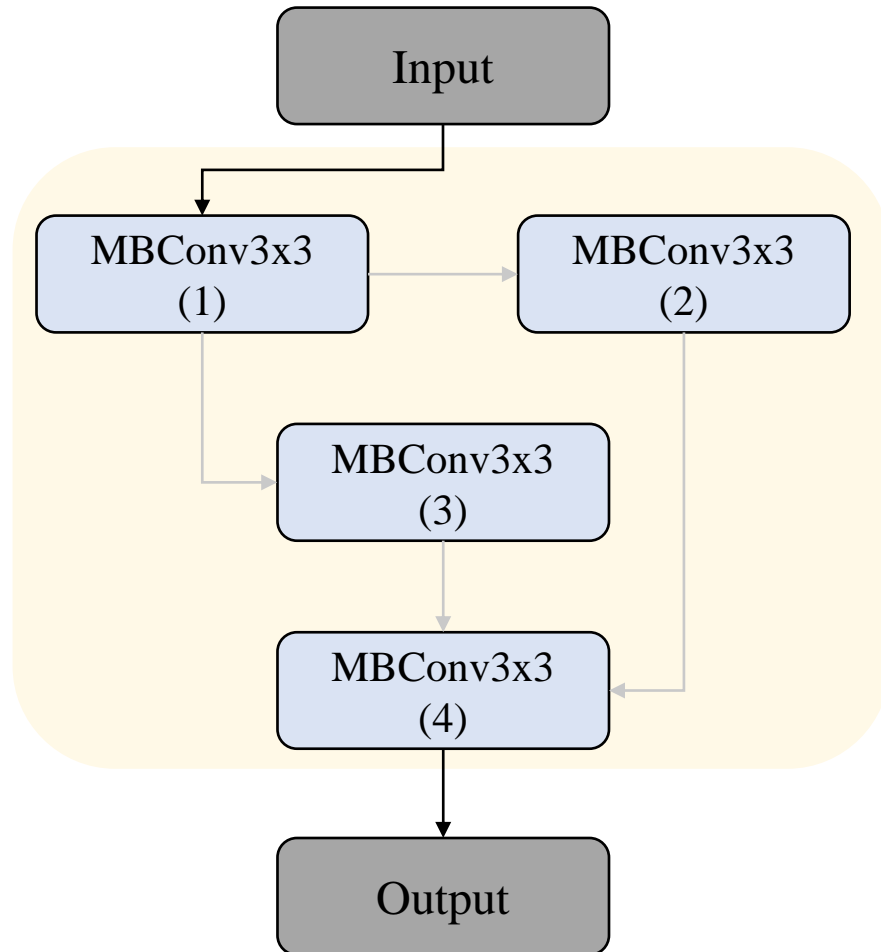 Input
MBConv3x3
(1)
MBConv3x3
(2)
MBConv3x3
(3)
MBConv3x3
(4)
Output